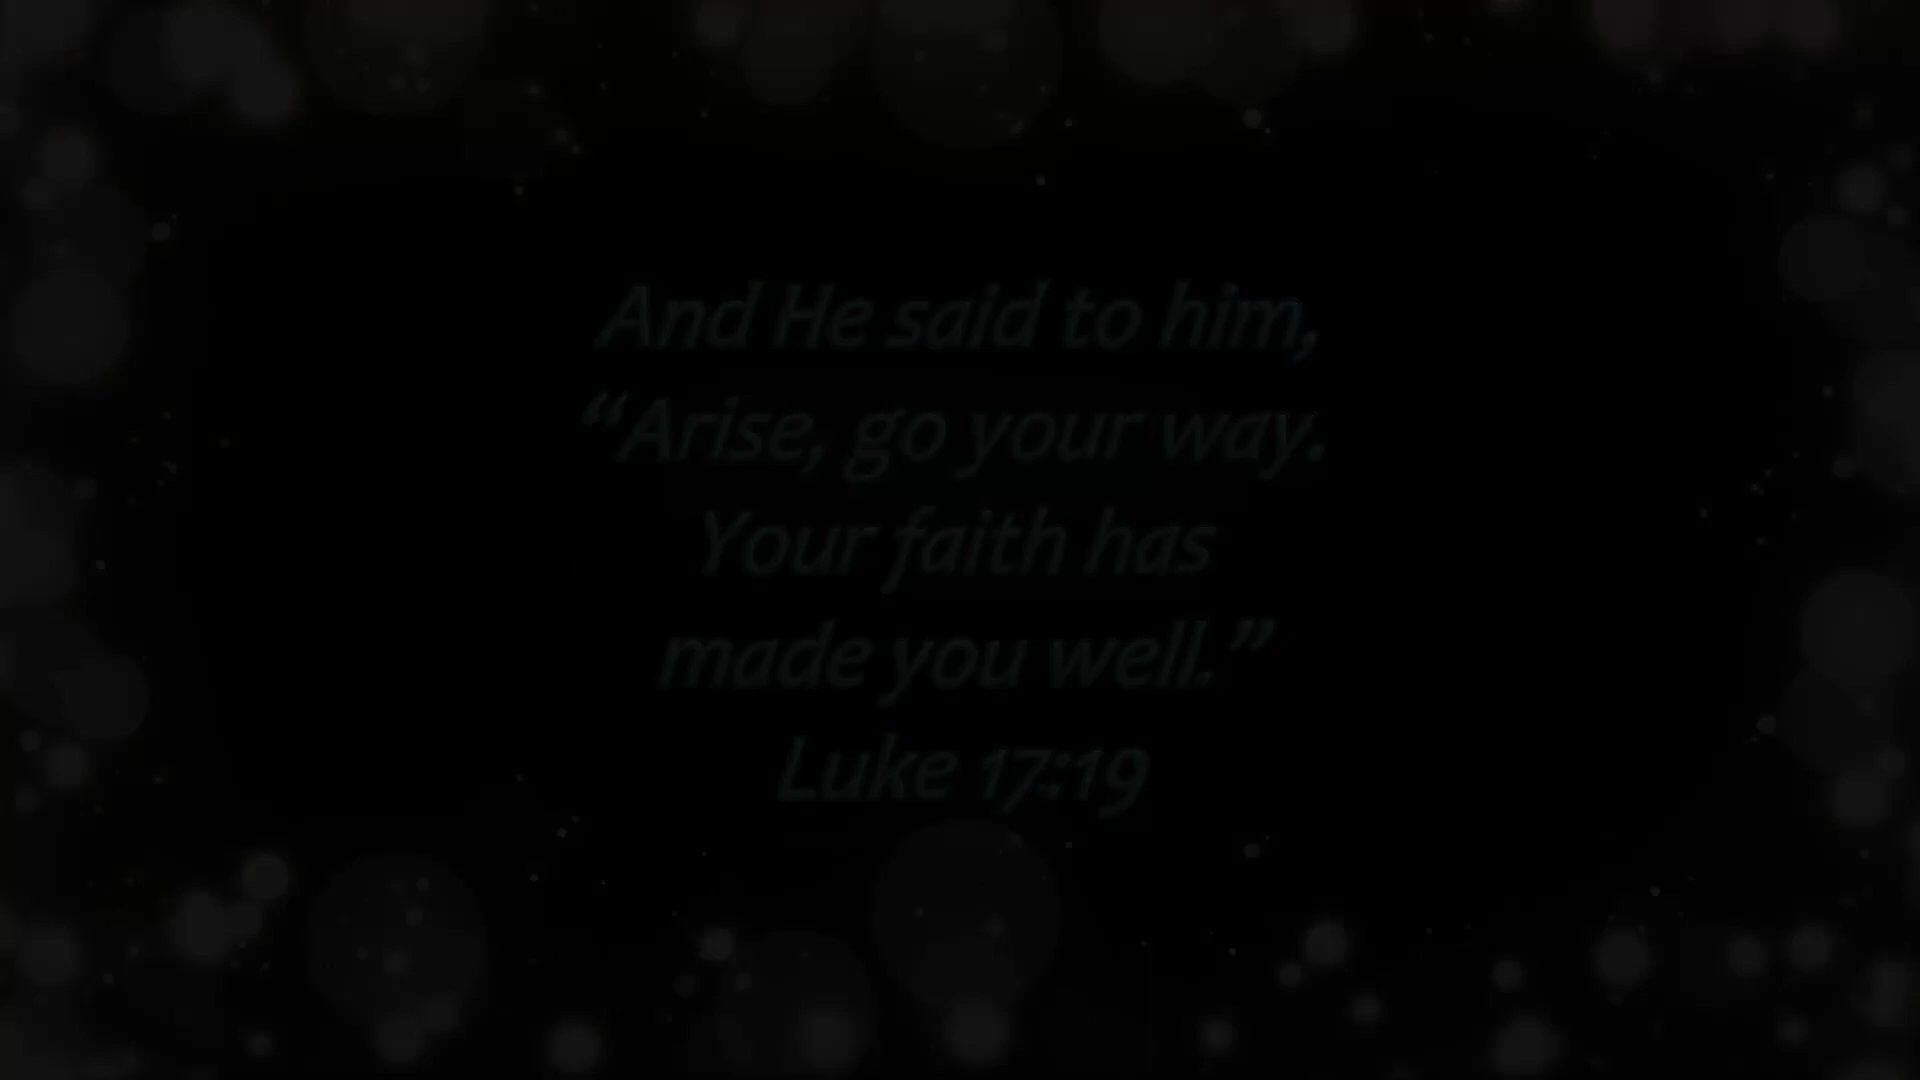 And He said to him,
“Arise, go your way.
Your faith has
made you well.”
Luke 17:19